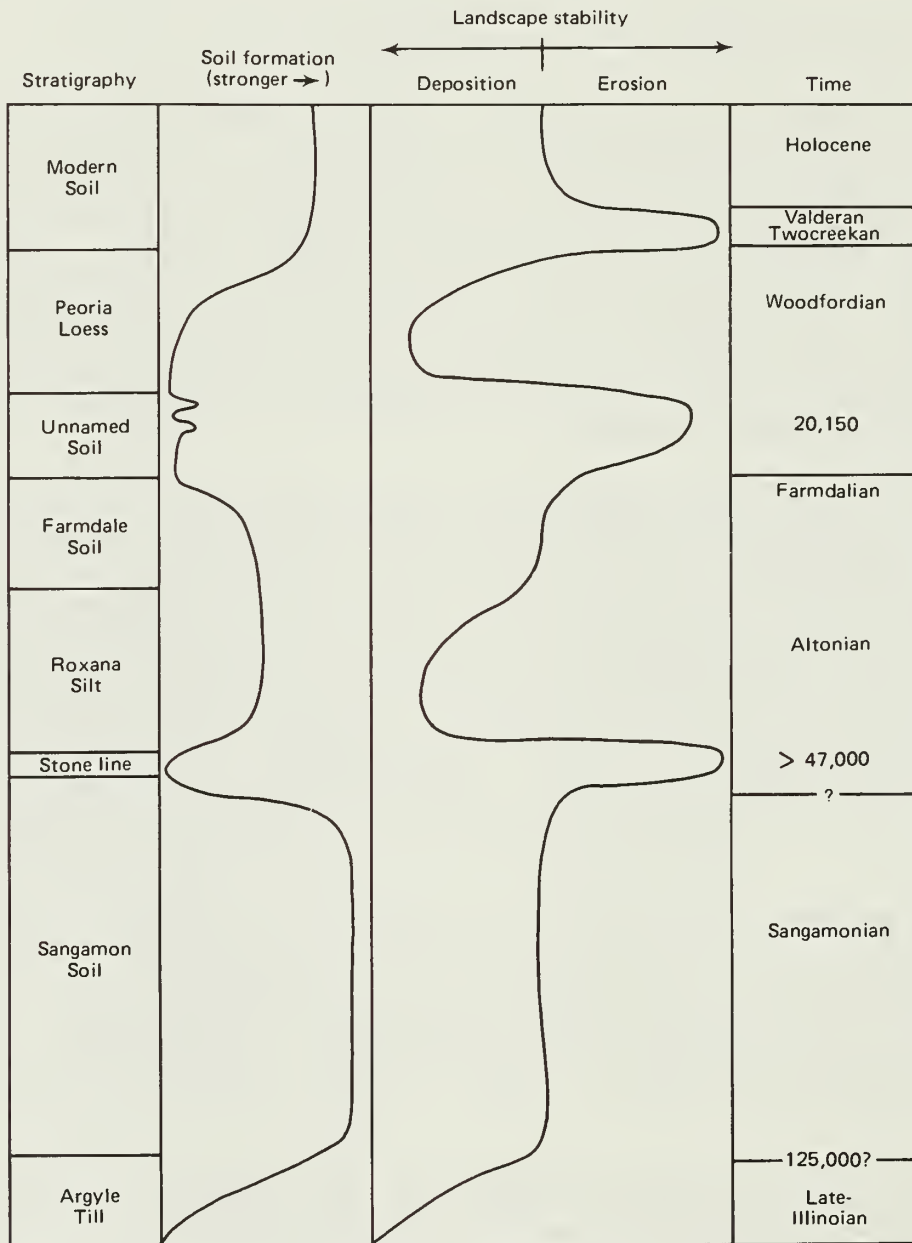 Landscape stability
Soil formation
(stronger → )
Stratigraphy
Deposition
Erosion
Time
Modern
Soil
Peoria
Loess
Unnamed
Soil
Farmdale
Soil
Roxana
Silt
Stone line
Sangamon
Soil
Argyle
Till
Holocene
Valderan
Twocreekan
Woodfordian
20,150
Farmdalian
Altonian
> 47,000
?
Sangamonian
125,000?
Late-
Illinoian